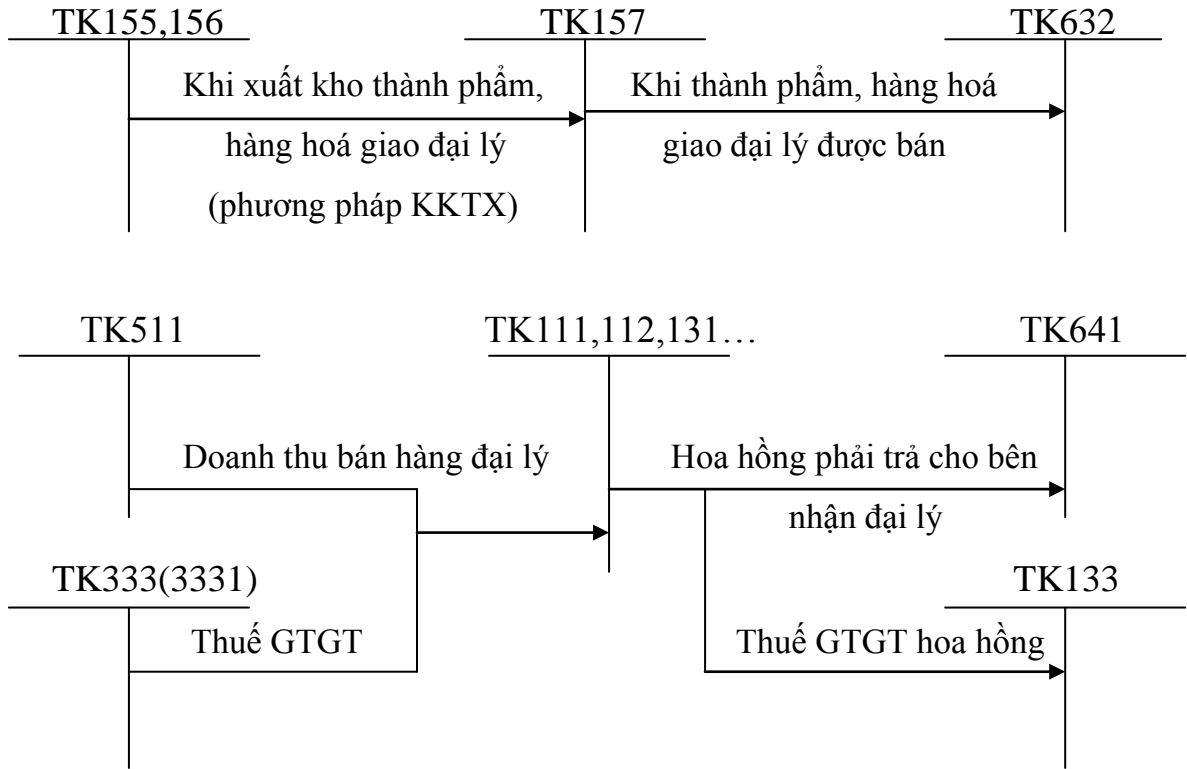 TK155,156 TK157 TK632
Khi xuất kho thành phẩm,
hàng hoá giao đại lý
(phương pháp KKTX)
Khi thành phẩm, hàng hoá
giao đại lý được bán
TK511 TK111,112,131… TK641
Doanh thu bán hàng đại lý
Hoa hồng phải trả cho bên
nhận đại lý
TK333(3331) TK133
Thuế GTGT
Thuế GTGT hoa hồng